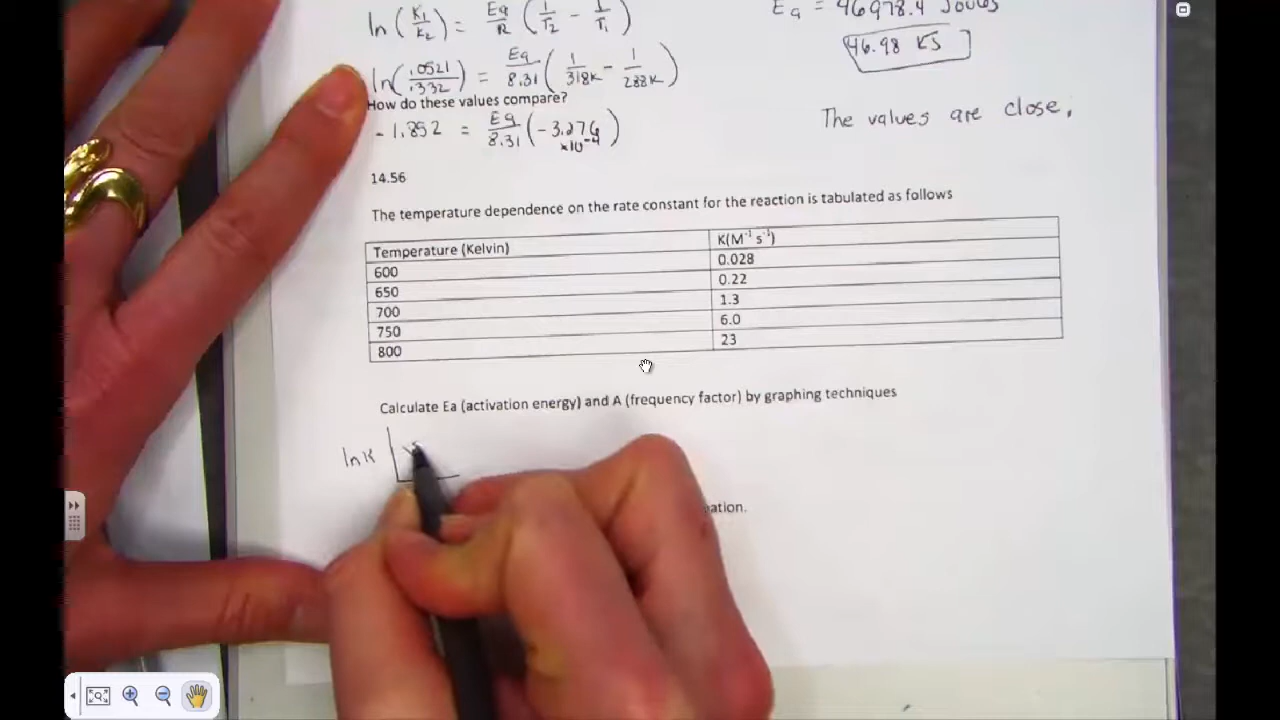 ln(K1/K2) = Ea/R (1/T2 - 1/T1)
Ea = 46978.4 Joules
46.98 KJ
ln(.0521/.332) = Ea/8.31 (1/318K - 1/288K)
How do these values compare?
-1.852 = Ea/8.31 (-3.276 x10^-4)
The values are close.
14.56
The temperature dependence on the rate constant for the reaction is tabulated as follows
Temperature (Kelvin) K(M-1 s-1)
600 0.028
650 0.22
700 1.3
750 6.0
800 23
Calculate Ea (activation energy) and A (frequency factor) by graphing techniques
ln K